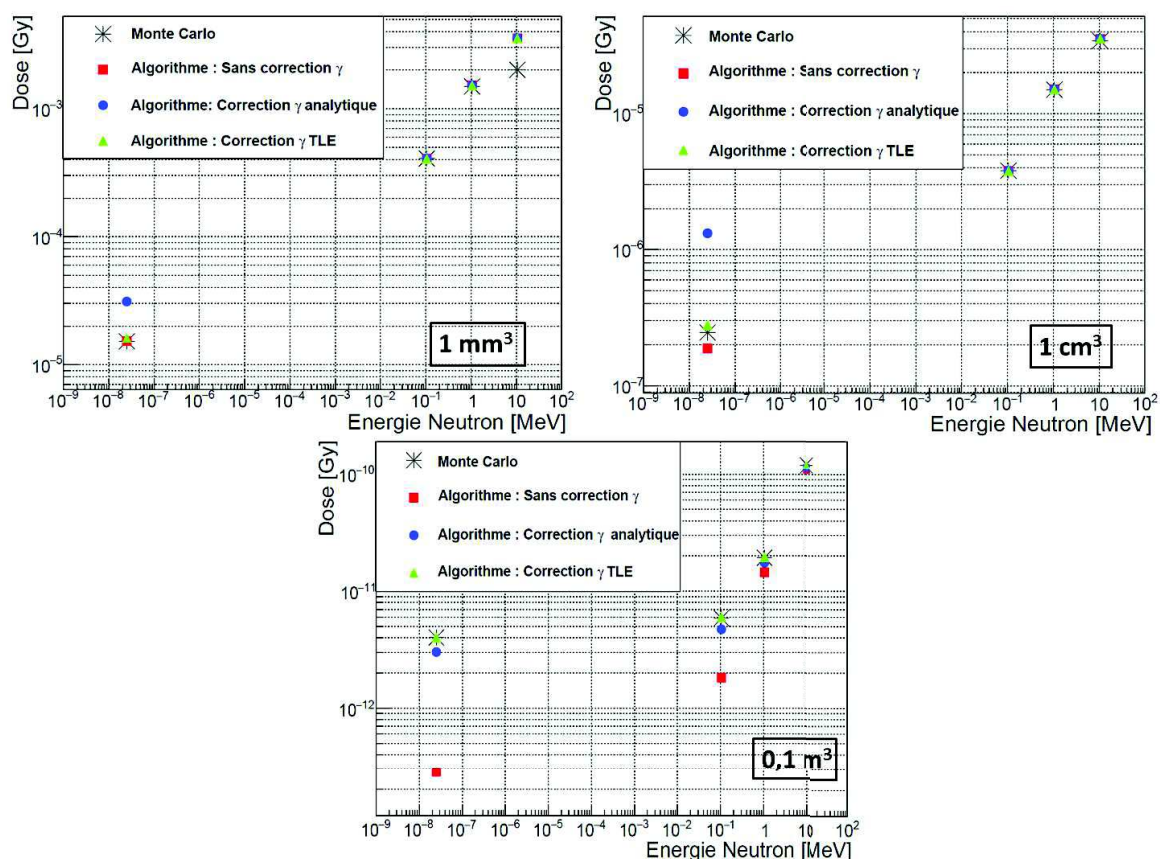 Dose [Gy]
Monte Carlo
Algorithme : Sans correction γ
Algorithme: Correction γ analytique
Algorithme : Correction γ TLE
10⁻³
10⁻⁴
10⁻⁵
1 mm³
10⁻⁹ 10⁻⁸ 10⁻⁷ 10⁻⁶ 10⁻⁵ 10⁻⁴ 10⁻³ 10⁻² 10⁻¹ 1 10 10²
Energie Neutron [MeV]
Dose [Gy]
Monte Carlo
Algorithme : Sans correction γ
Algorithme : Correction γ analytique
Algorithme : Correction γ TLE
10⁻⁵
10⁻⁶
10⁻⁷
1 cm³
10⁻⁹ 10⁻⁸ 10⁻⁷ 10⁻⁶ 10⁻⁵ 10⁻⁴ 10⁻³ 10⁻² 10⁻¹ 1 10 10²
Energie Neutron [MeV]
Dose [Gy]
Monte Carlo
Algorithme : Sans correction γ
Algorithme : Correction γ analytique
Algorithme : Correction γ TLE
10⁻¹⁰
10⁻¹¹
10⁻¹²
0,1 m³
10⁻⁹ 10⁻⁸ 10⁻⁷ 10⁻⁶ 10⁻⁵ 10⁻⁴ 10⁻³ 10⁻² 10⁻¹ 1 10 10²
Energie Neutron [MeV]